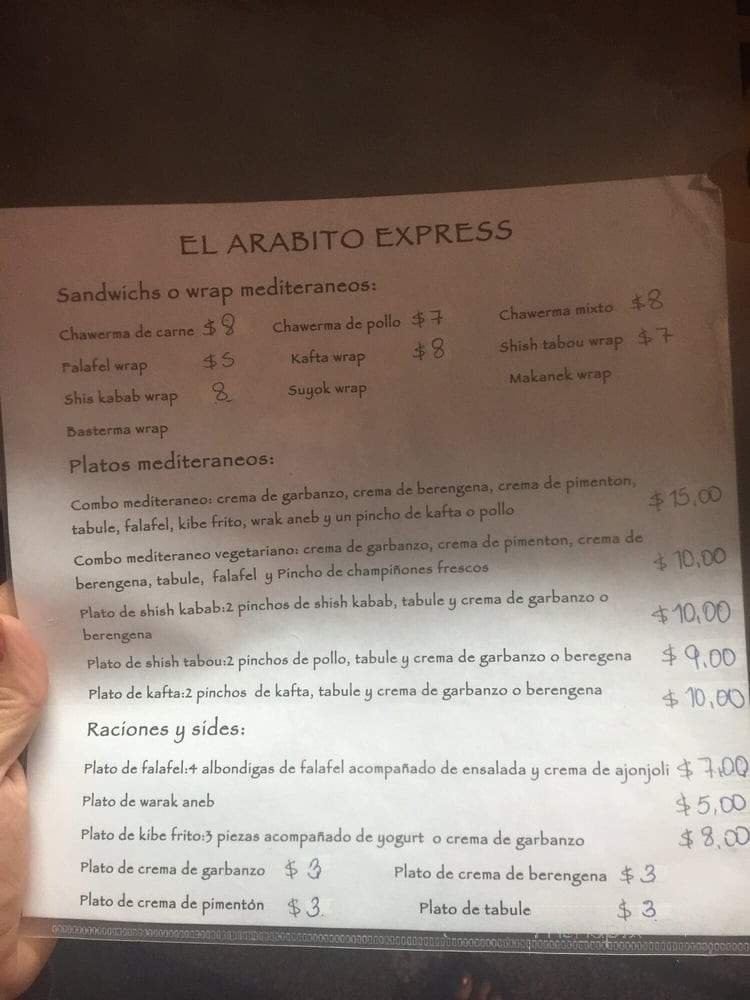 EL ARABITO EXPRESS
Sandwichs o wrap mediteraneos:
Chawerma de carne $8 Chawerma de pollo $7 Chawerma mixto $8
Falafel wrap $5 Kafta wrap $8 Shish tabou wrap $7
Shis kabab wrap 8 Suyok wrap Makanek wrap
Basterma wrap
Platos mediteraneos:
Combo mediteraneo: crema de garbanzo, crema de berengena, crema de pimenton, $15,00
tabule, falafel, kibe frito, wrak aneb y un pincho de kafta o pollo
Combo mediteraneo vegetariano: crema de garbanzo, crema de pimenton, crema de $10,00
berengena, tabule, falafel y Pincho de champiñones frescos
Plato de shish kabab:2 pinchos de shish kabab, tabule y crema de garbanzo o $10,00
berengena
Plato de shish tabou:2 pinchos de pollo, tabule y crema de garbanzo o beregena $9.00
Plato de kafta:2 pinchos de kafta, tabule y crema de garbanzo o berengena $10,00
Raciones y sides:
Plato de falafel:4 albondigas de falafel acompañado de ensalada y crema de ajonjoli $7,00
Plato de warak aneb $5,00
Plato de kibe frito:3 piezas acompañado de yogurt o crema de garbanzo $8,00
Plato de crema de garbanzo $3 Plato de crema de berengena $3
Plato de crema de pimentón $3 Plato de tabule $3